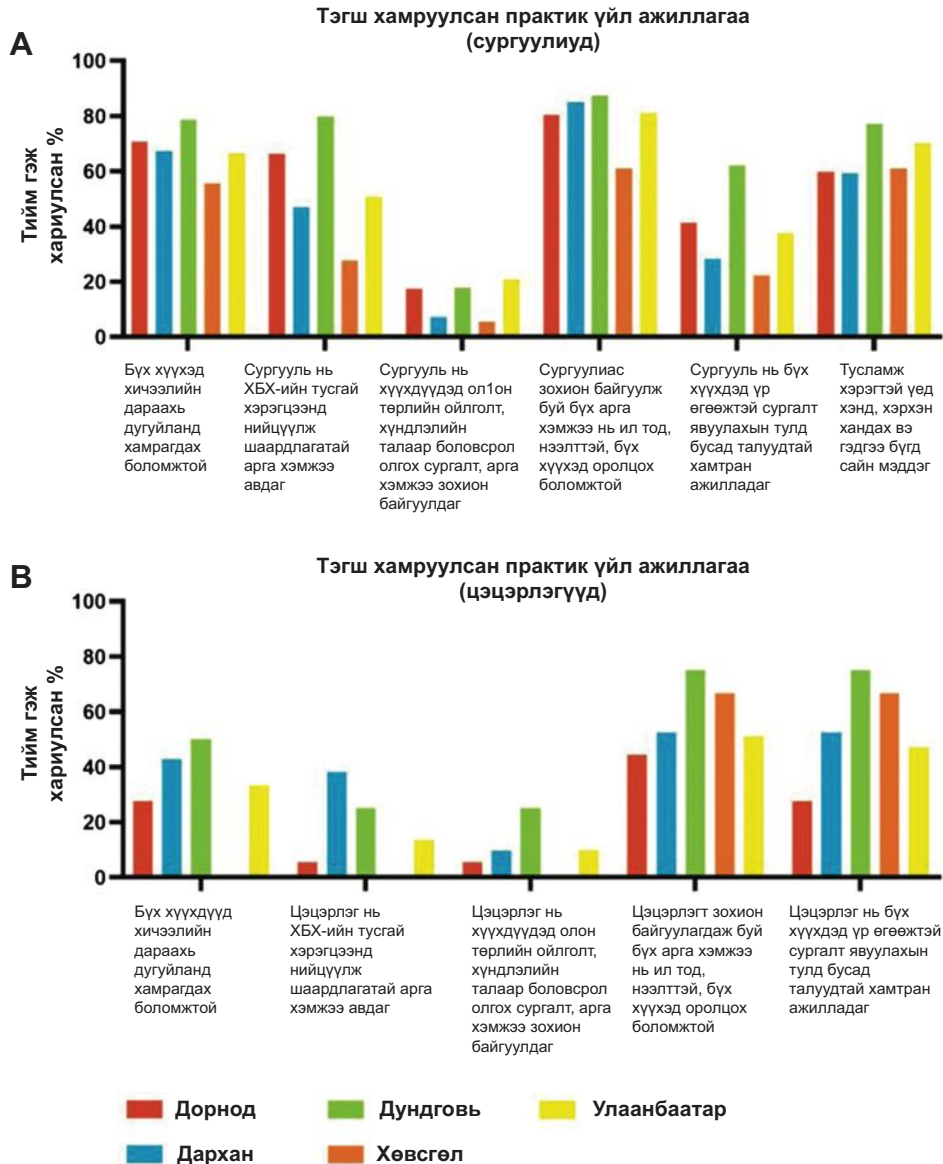 Тэгш хамруулсан практик үйл ажиллагаа
(сургуулиуд)
A
Тийм гэж
хариулсан %
100
80
60
40
20
0
Бүх хүүхэд
хичээлийн
дараахь
дугуйланд
хамрагдах
боломжтой
Сургууль нь
ХБХ-ийн тусгай
хэрэгцээнд
нийцүүлж
шаардлагатай
арга хэмжээ
авдаг
Сургууль нь
хүүхдүүдэд ол1он
төрлийн ойлголт,
хүндлэлийн
талаар боловсрол
олгох сургалт, арга
хэмжээ зохион
байгуулдаг
Сургуулиас
зохион байгуулж
буй бүх арга
хэмжээ нь ил тод,
нээлттэй, бүх
хүүхэд оролцох
боломжтой
Сургууль нь бүх
хүүхдэд үр
өгөөжтэй сургалт
явуулахын тулд
бусад талуудтай
хамтран
ажилладаг
Тусламж
хэрэгтэй үед
хэнд, хэрхэн
хандах вэ
гэдгээ бүгд
сайн мэддэг
B
Тэгш хамруулсан практик үйл ажиллагаа
(цэцэрлэгүүд)
Тийм гэж
хариулсан %
100
80
60
40
20
0
Бүх хүүхдүүд
хичээлийн
дараахь
дугуйланд
хамрагдах
боломжтой
Цэцэрлэг нь
ХБХ-ийн тусгай
хэрэгцээнд
нийцүүлж
шаардлагатай арга
хэмжээ авдаг
Цэцэрлэг нь
хүүхдүүдэд олон
төрлийн ойлголт,
хүндлэлийн
талаар боловсрол
олгох сургалт, арга
хэмжээ зохион
байгуулдаг
Цэцэрлэгт зохион
байгуулагдаж буй
бүх арга хэмжээ
нь ил тод,
нээлттэй, бүх
хүүхэд оролцох
боломжтой
Цэцэрлэг нь бүх
хүүхдэд үр өгөөжтэй
сургалт явуулахын
тулд бусад
талуудтай хамтран
ажилладаг
Дорнод
Дундговь
Улаанбаатар
Дархан
Хөвсгөл